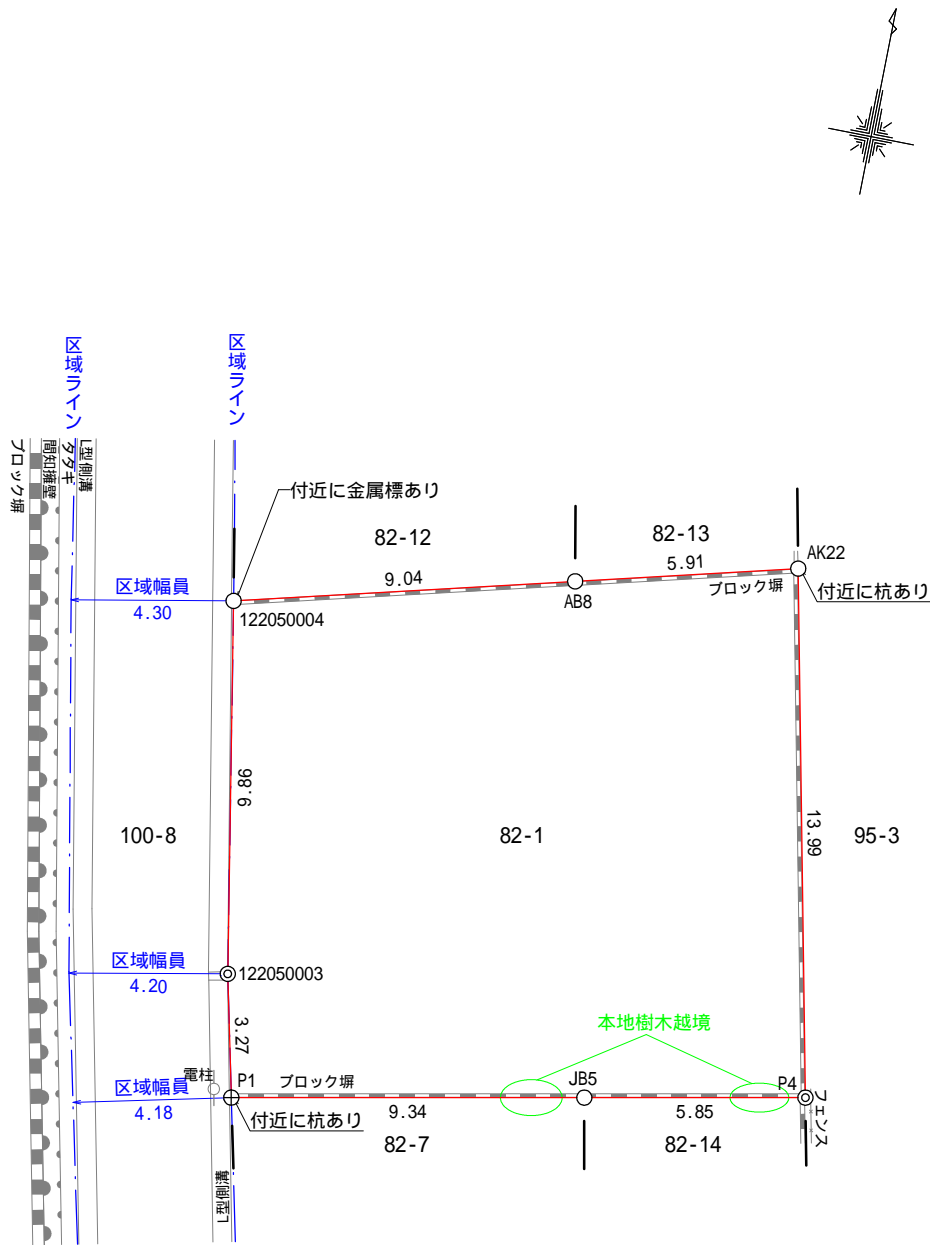 区域ライン
区域ライン
ブロック塀
間知擁壁
タタキ
L型側溝
付近に金属標あり
82-12
82-13
AK22
9.04
5.91
ブロック塀
付近に杭あり
AB8
区域幅員
4.30
122050004
9.86
13.99
100-8
82-1
95-3
区域幅員
4.20
122050003
3.27
本地樹木越境
電柱
P1
ブロック塀
JB5
P4
区域幅員
4.18
付近に杭あり
9.34
5.85
フェンス
82-7
82-14
L型側溝